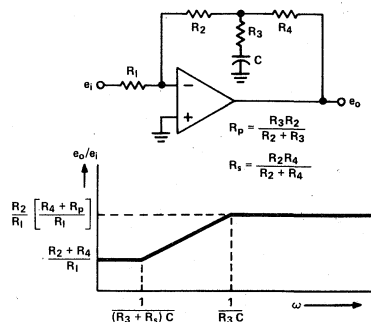 R2
R3
R4
C
R1
ei
−
+
eo
Rp = R3R2 / R2 + R3
Rs = R2R4 / R2 + R4
eo/ei
R2 / R1 [ R4 + Rp / R1 ]
R2 + R4 / R1
1 / (R3 + Rs) C
1 / R3 C
ω